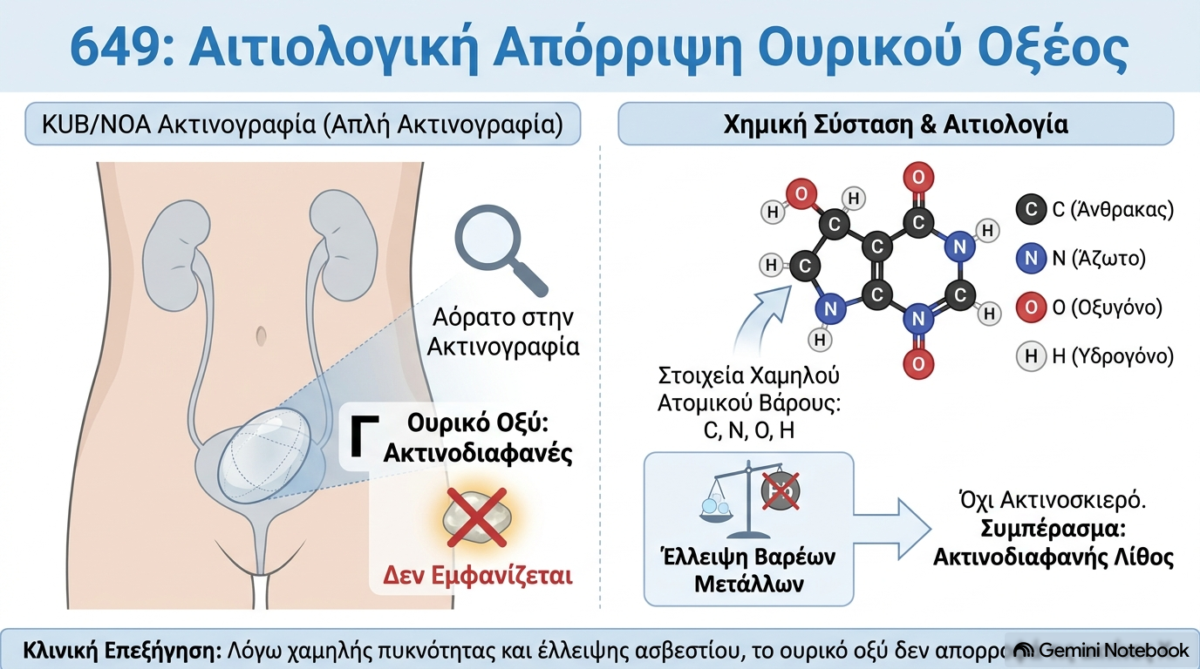 649: Αιτιολογική Απόρριψη Ουρικού Οξέος
KUB/NOA Ακτινογραφία (Απλή Ακτινογραφία)
Αόρατο στην
Ακτινογραφία
Γ
Ουρικό Οξύ:
Ακτινοδιαφανές
Δεν Εμφανίζεται
Χημική Σύσταση & Αιτιολογία
O
H
O
H
C
C
H
N
C
H
C
C
N
H
C
N
H
H
O
C C (Άνθρακας)
N N (Άζωτο)
O O (Οξυγόνο)
H H (Υδρογόνο)
Στοιχεία Χαμηλού
Ατομικού Βάρους:
C, N, O, H
Έλλειψη Βαρέων
Μετάλλων
Όχι Ακτινοσκιερό.
Συμπέρασμα:
Ακτινοδιαφανής Λίθος
Κλινική Επεξήγηση: Λόγω χαμηλής πυκνότητας και έλλειψης ασβεστίου, το ουρικό οξύ δεν απορρο
Gemini Notebook